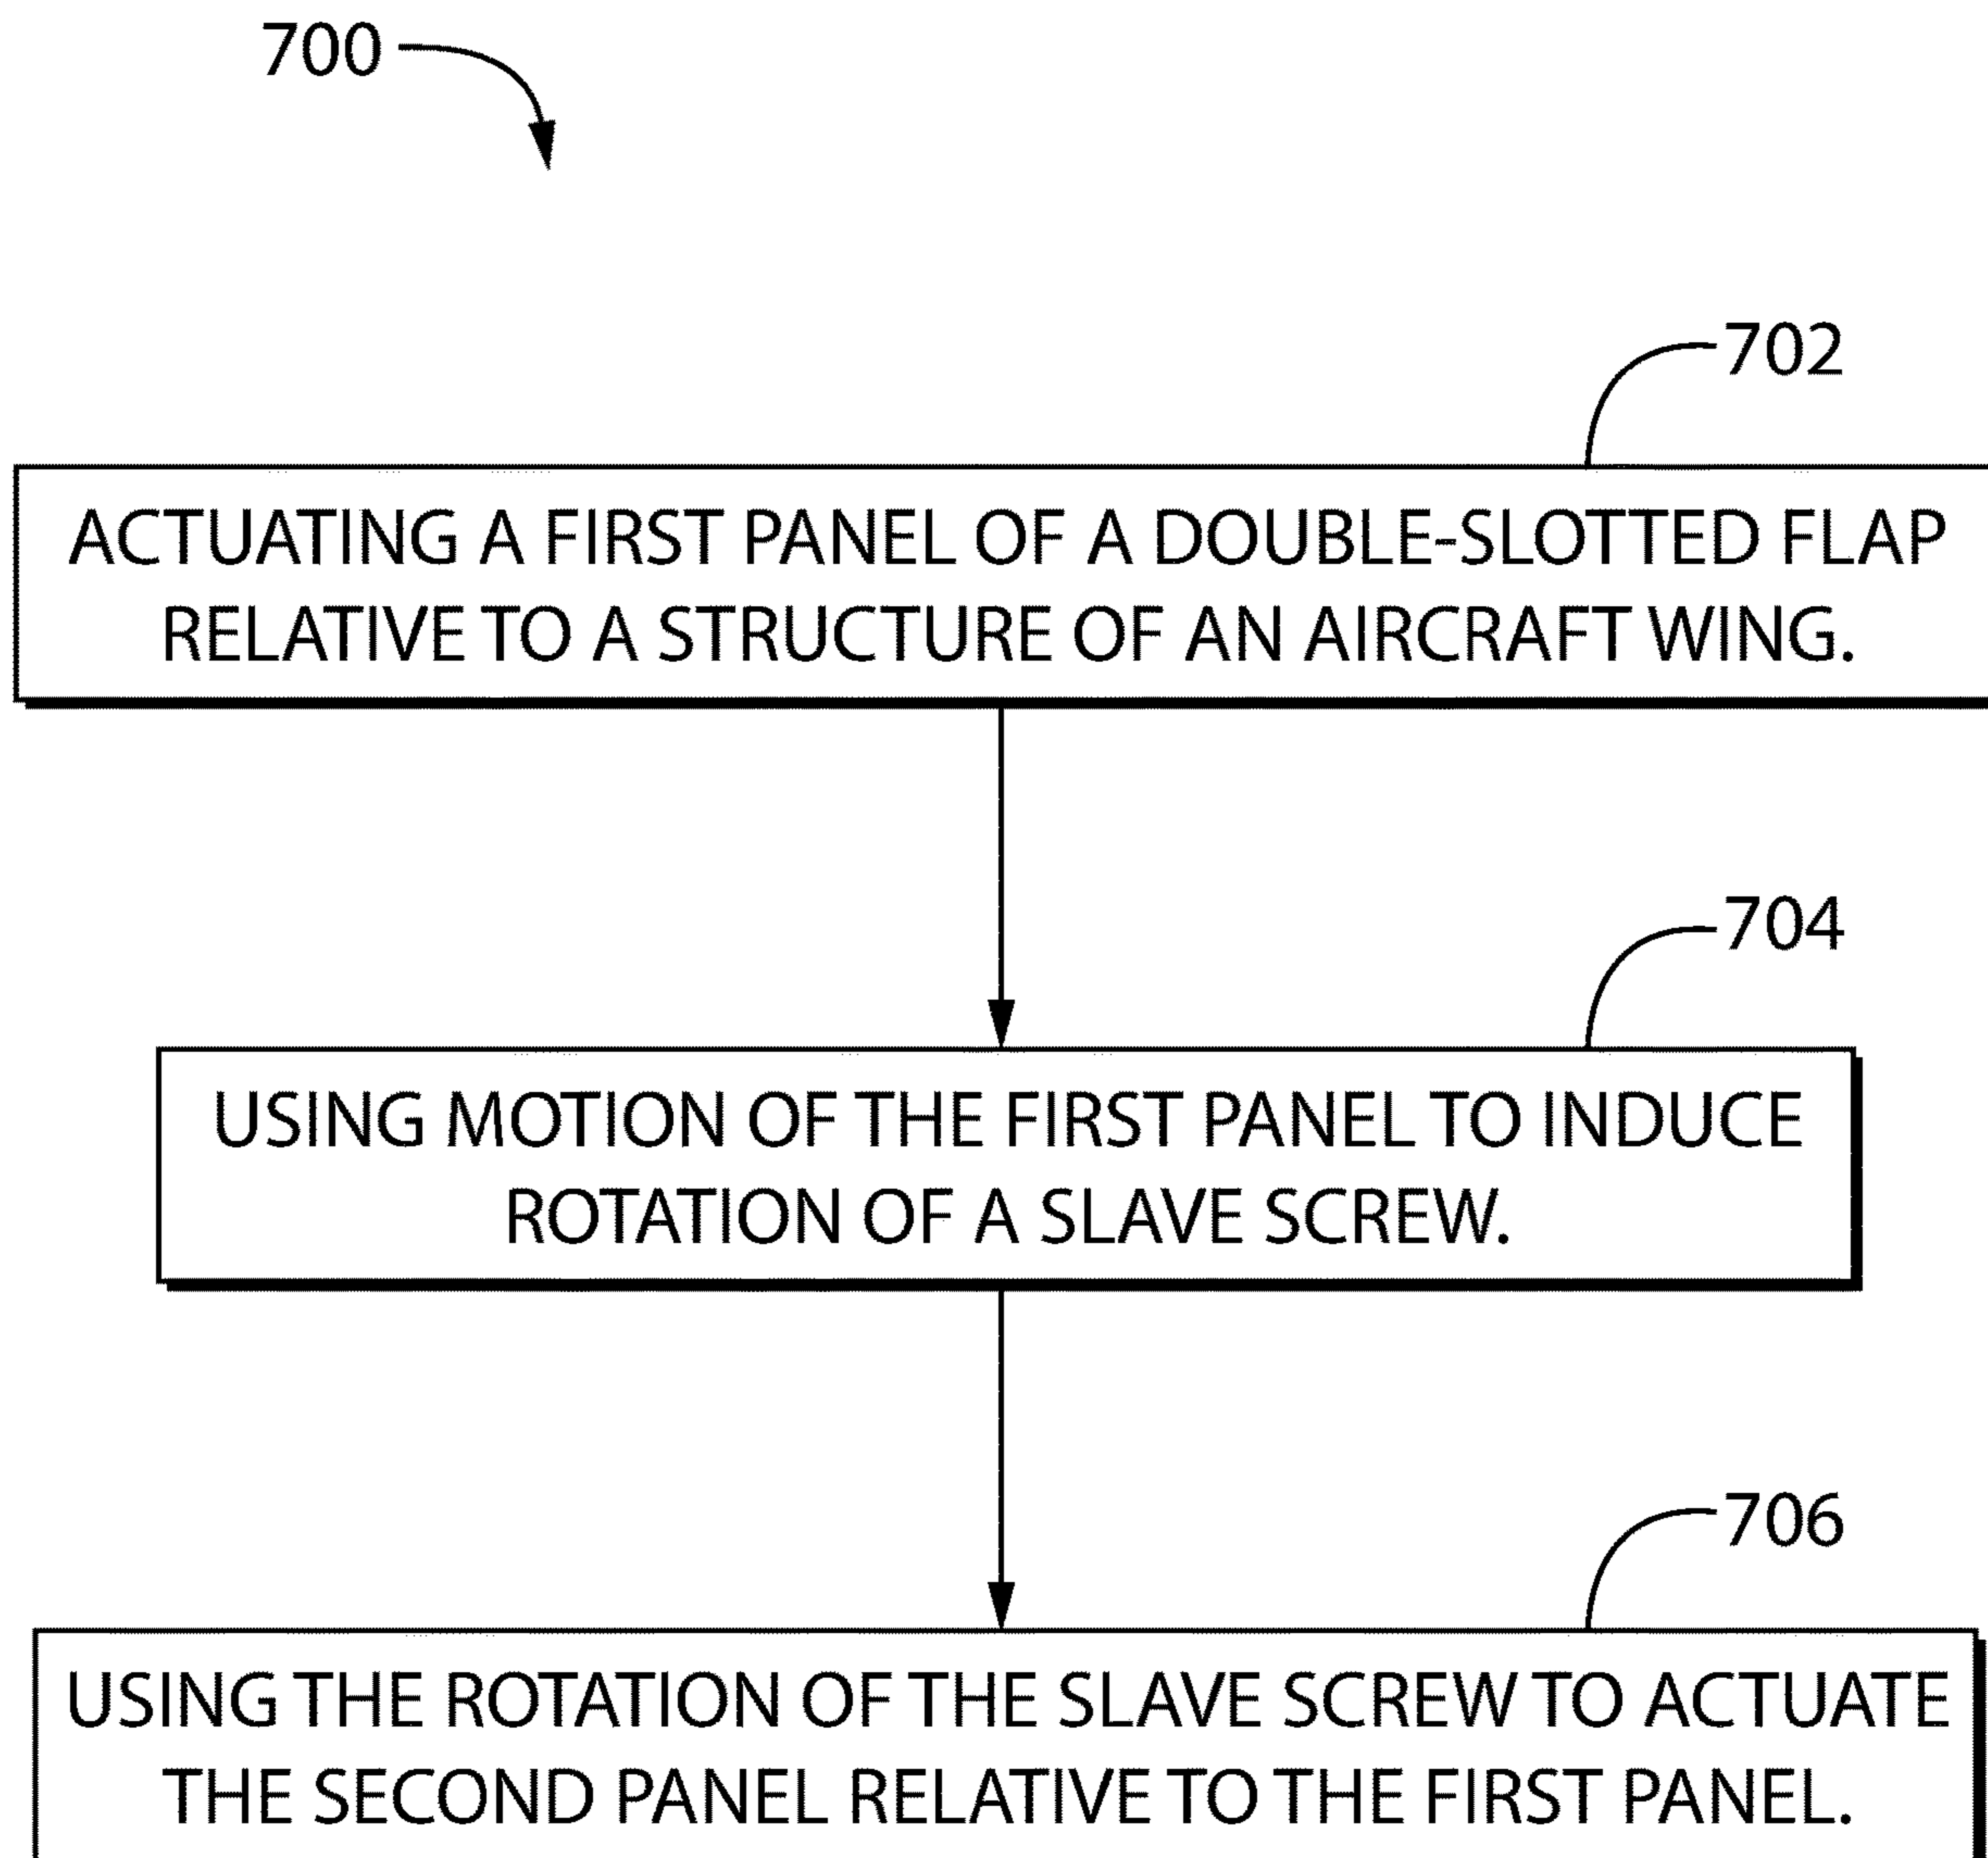 700
702
ACTUATING A FIRST PANEL OF A DOUBLE-SLOTTED FLAP
RELATIVE TO A STRUCTURE OF AN AIRCRAFT WING.
704
USING MOTION OF THE FIRST PANEL TO INDUCE
ROTATION OF A SLAVE SCREW.
706
USING THE ROTATION OF THE SLAVE SCREW TO ACTUATE
THE SECOND PANEL RELATIVE TO THE FIRST PANEL.